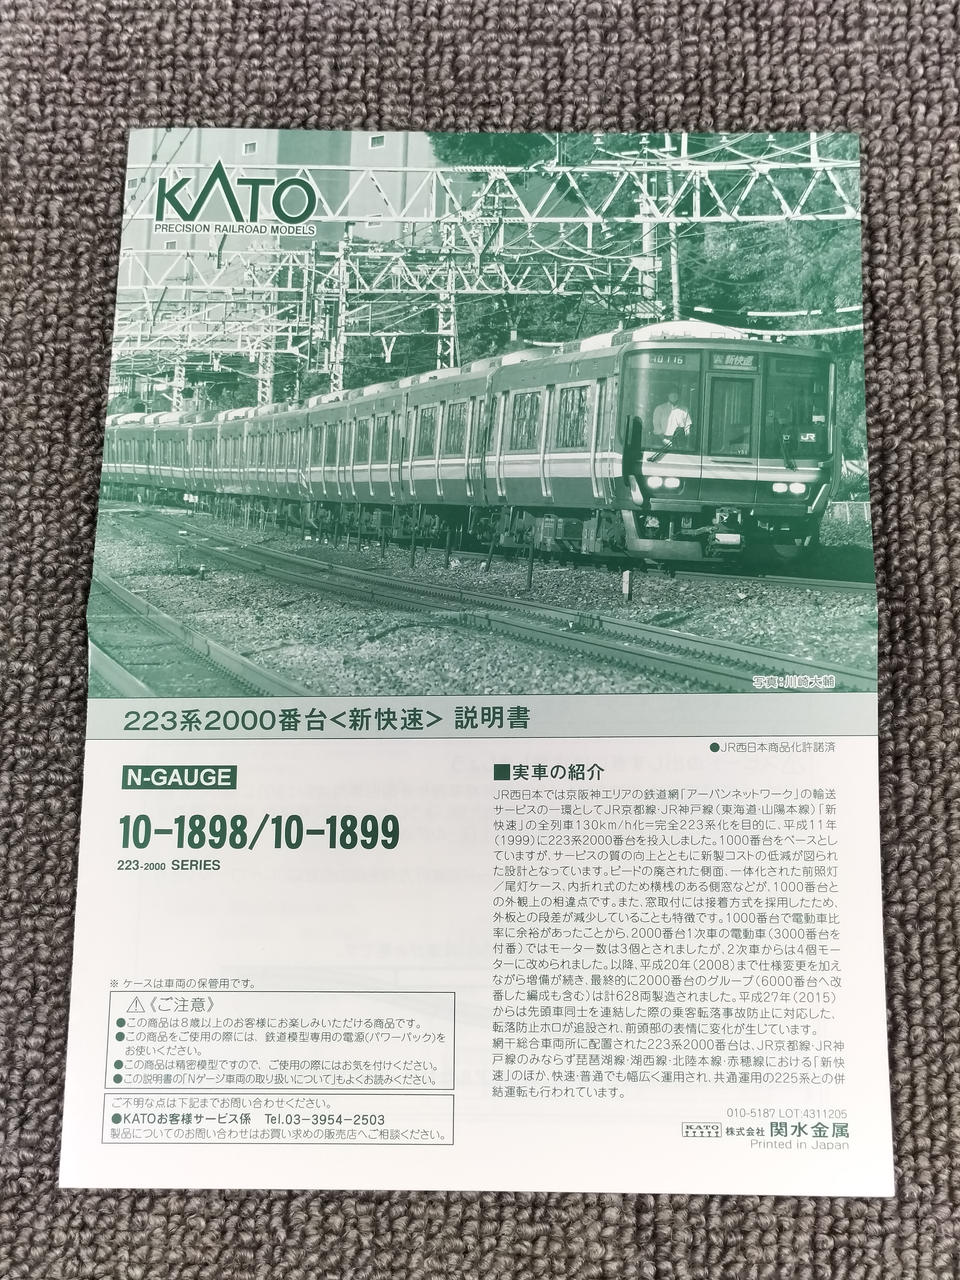 KATO
PRECISION RAILROAD MODELS
新快速
JR
写真:川崎大輔
223系2000番台<新快速> 説明書
●JR西日本商品化許諾済
N-GAUGE
10-1898/10-1899
223-2000 SERIES
※ ケースは車両の保管用です。
⚠《ご注意》
●この商品は8歳以上のお客様にお楽しみいただける商品です。
●この商品をご使用の際には、鉄道模型専用の電源(パワーパック)を
お使いください。
●この商品は精密模型ですので、ご使用の際にはお気を付けください。
●この説明書の「Nゲージ車両の取り扱いについて」もよくお読みください。
ご不明な点は下記までお問い合わせください。
●KATOお客様サービス係 Tel.03-3954-2503
製品についてのお問い合わせはお買い求めの販売店へご相談ください。
■実車の紹介
JR西日本では京阪神エリアの鉄道網「アーバンネットワーク」の輸送
サービスの一環としてJR京都線・JR神戸線(東海道・山陽本線)「新
快速」の全列車130km/h化=完全223系化を目的に、平成11年
(1999)に223系2000番台を投入しました。1000番台をベースとし
ていますが、サービスの質の向上とともに新製コストの低減が図られ
た設計となっています。ビードの廃された側面、一体化された前照灯
/尾灯ケース、内折れ式のため横桟のある側窓などが、1000番台と
の外観上の相違点です。また、窓取付には接着方式を採用したため、
外板との段差が減少していることも特徴です。1000番台で電動車比
率に余裕があったことから、2000番台1次車の電動車(3000番台を
付番)ではモーター数は3個とされましたが、2次車からは4個モー
ターに改められました。以降、平成20年(2008)まで仕様変更を加え
ながら増備が続き、最終的に2000番台のグループ(6000番台へ改
番した編成も含む)は計628両製造されました。平成27年(2015)
からは先頭車同士を連結した際の乗客転落事故防止に対応した、
転落防止ホロが追設され、前頭部の表情に変化が生じています。
網干総合車両所に配置された223系2000番台は、JR京都線・JR神
戸線のみならず琵琶湖線・湖西線・北陸本線・赤穂線における「新快
速」のほか、快速・普通でも幅広く運用され、共通運用の225系との併
結運転も行われています。
010-5187 LOT:4311205
KATO 株式会社 関水金属
Printed in Japan